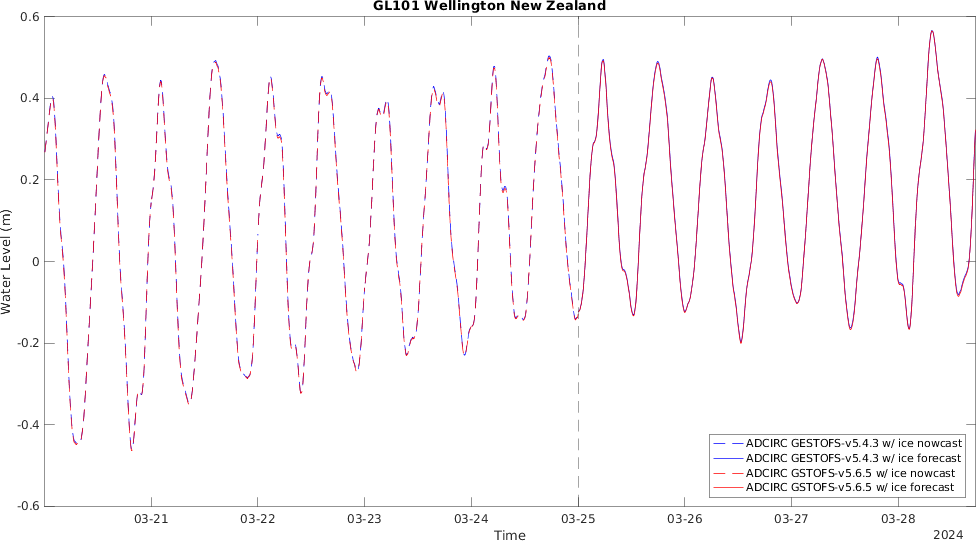 GL101 Wellington New Zealand
0.6
0.4
0.2
0
-0.2
-0.4
-0.6
Water Level (m)
03-21
03-22
03-23
03-24
03-25
03-26
03-27
03-28
Time
2024
ADCIRC GESTOFS-v5.4.3 w/ ice nowcast
ADCIRC GESTOFS-v5.4.3 w/ ice forecast
ADCIRC GSTOFS-v5.6.5 w/ ice nowcast
ADCIRC GSTOFS-v5.6.5 w/ ice forecast